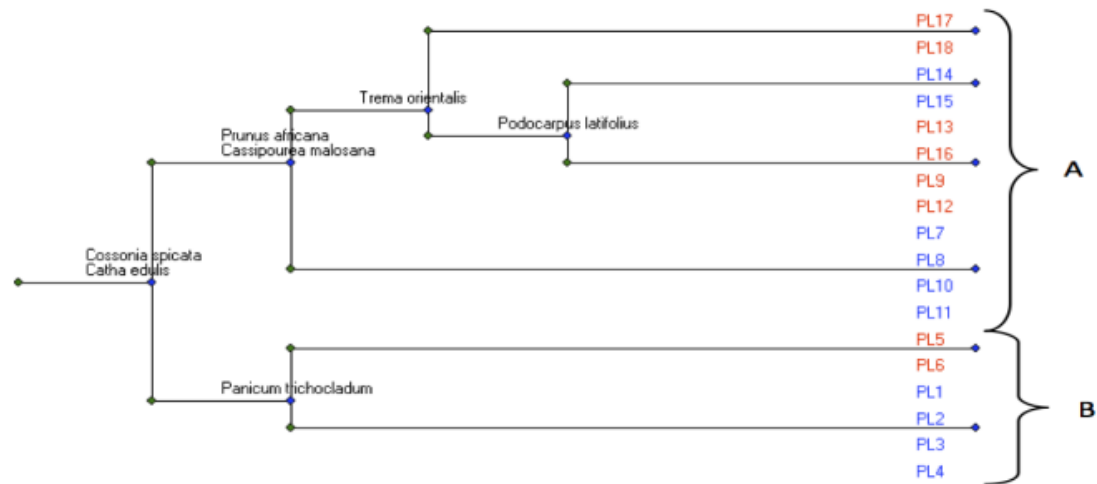 PL17
PL18
Trema orientalis
PL14
PL15
Podocarpus latifolius
PL13
Prunus africana
Cassipourea malosana
PL16
A
PL9
PL12
PL7
Cossonia spicata
Catha edulis
PL8
PL10
PL11
PL5
PL6
Panicum trichocladum
PL1
B
PL2
PL3
PL4